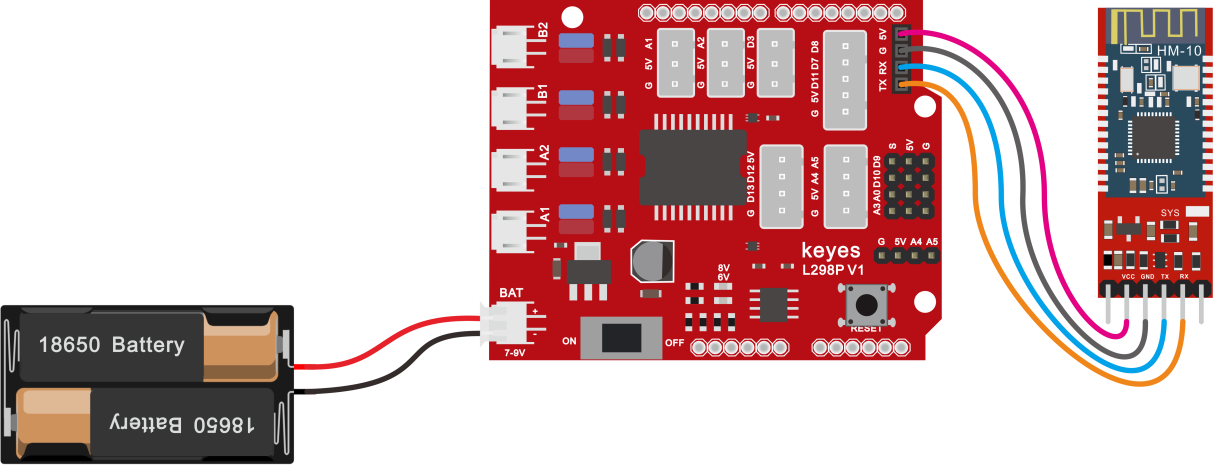 B2
B1
A2
A1
A1
5V
G
A2
5V
G
D3
5V
G
D8
D7
D11
5V
G
5V
G
RX
TX
HM-10
5V
D12
D13
G
A5
A4
5V
G
S
5V
G
D9
D10
A0
A3
G 5V A4 A5
keyes
L298P V1
8V
6V
BAT
+
-
7-9V
ON
OFF
RESET
SYS
VCC GND TX RX
18650 Battery
18650 Battery